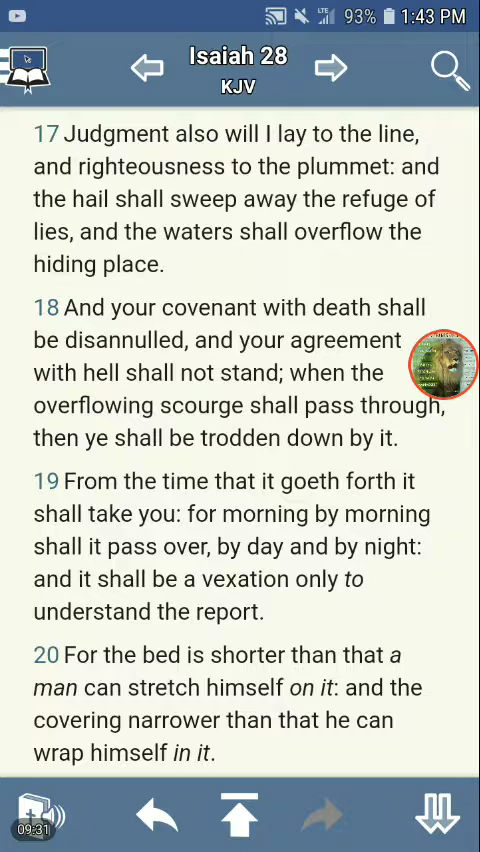 LTE 93% 1:43 PM
Isaiah 28
KJV
17 Judgment also will I lay to the line,
and righteousness to the plummet: and
the hail shall sweep away the refuge of
lies, and the waters shall overflow the
hiding place.
18 And your covenant with death shall
be disannulled, and your agreement
with hell shall not stand; when the
overflowing scourge shall pass through,
then ye shall be trodden down by it.
19 From the time that it goeth forth it
shall take you: for morning by morning
shall it pass over, by day and by night:
and it shall be a vexation only to
understand the report.
20 For the bed is shorter than that a
man can stretch himself on it: and the
covering narrower than that he can
wrap himself in it.
09:31